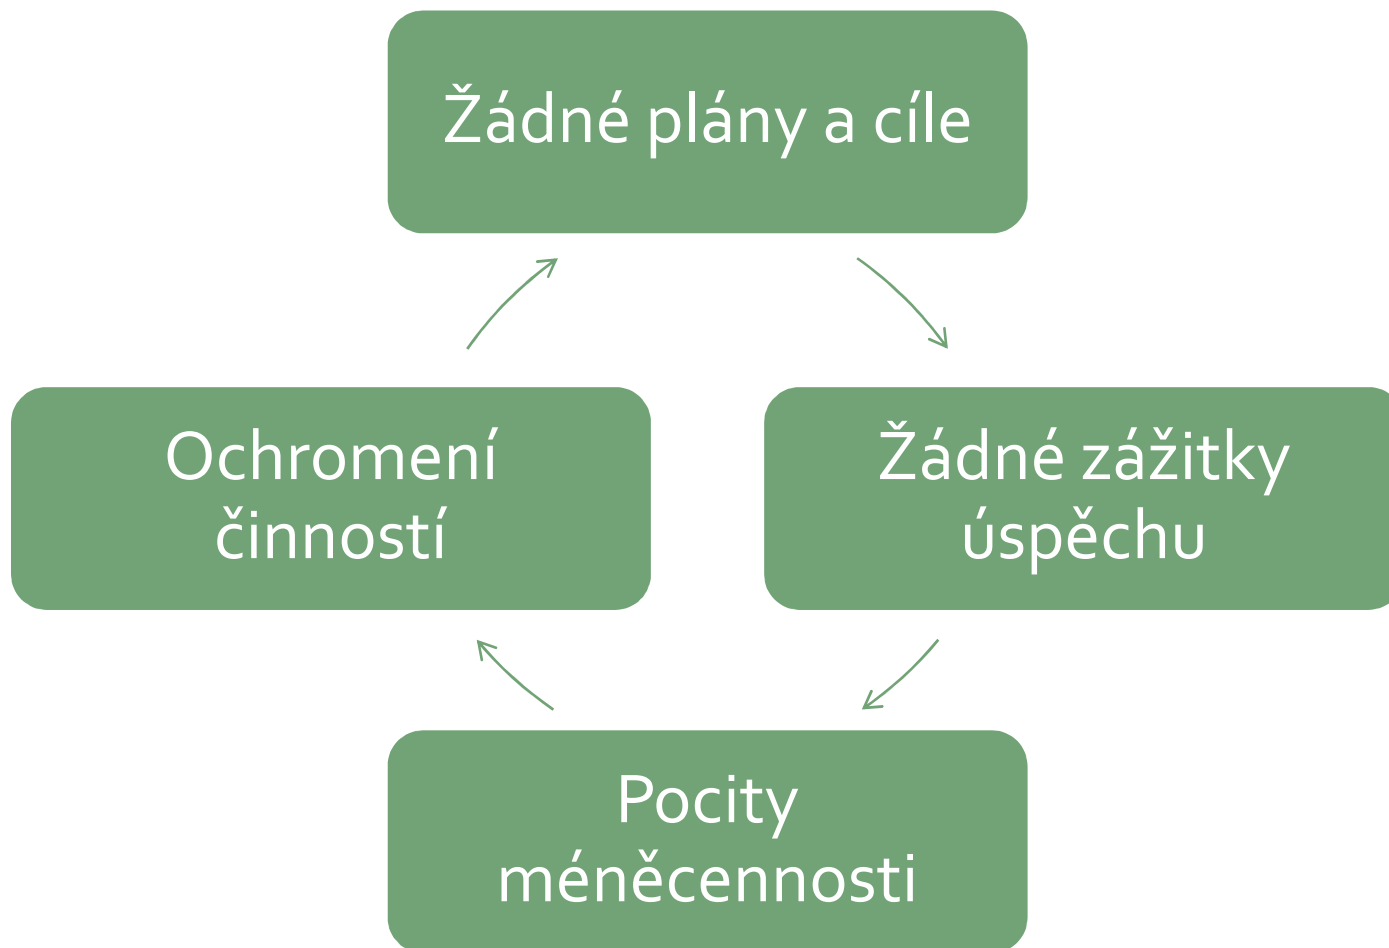 Žádné plány a cíle
Ochromení
činností
Žádné zážitky
úspěchu
Pocity
méněcennosti